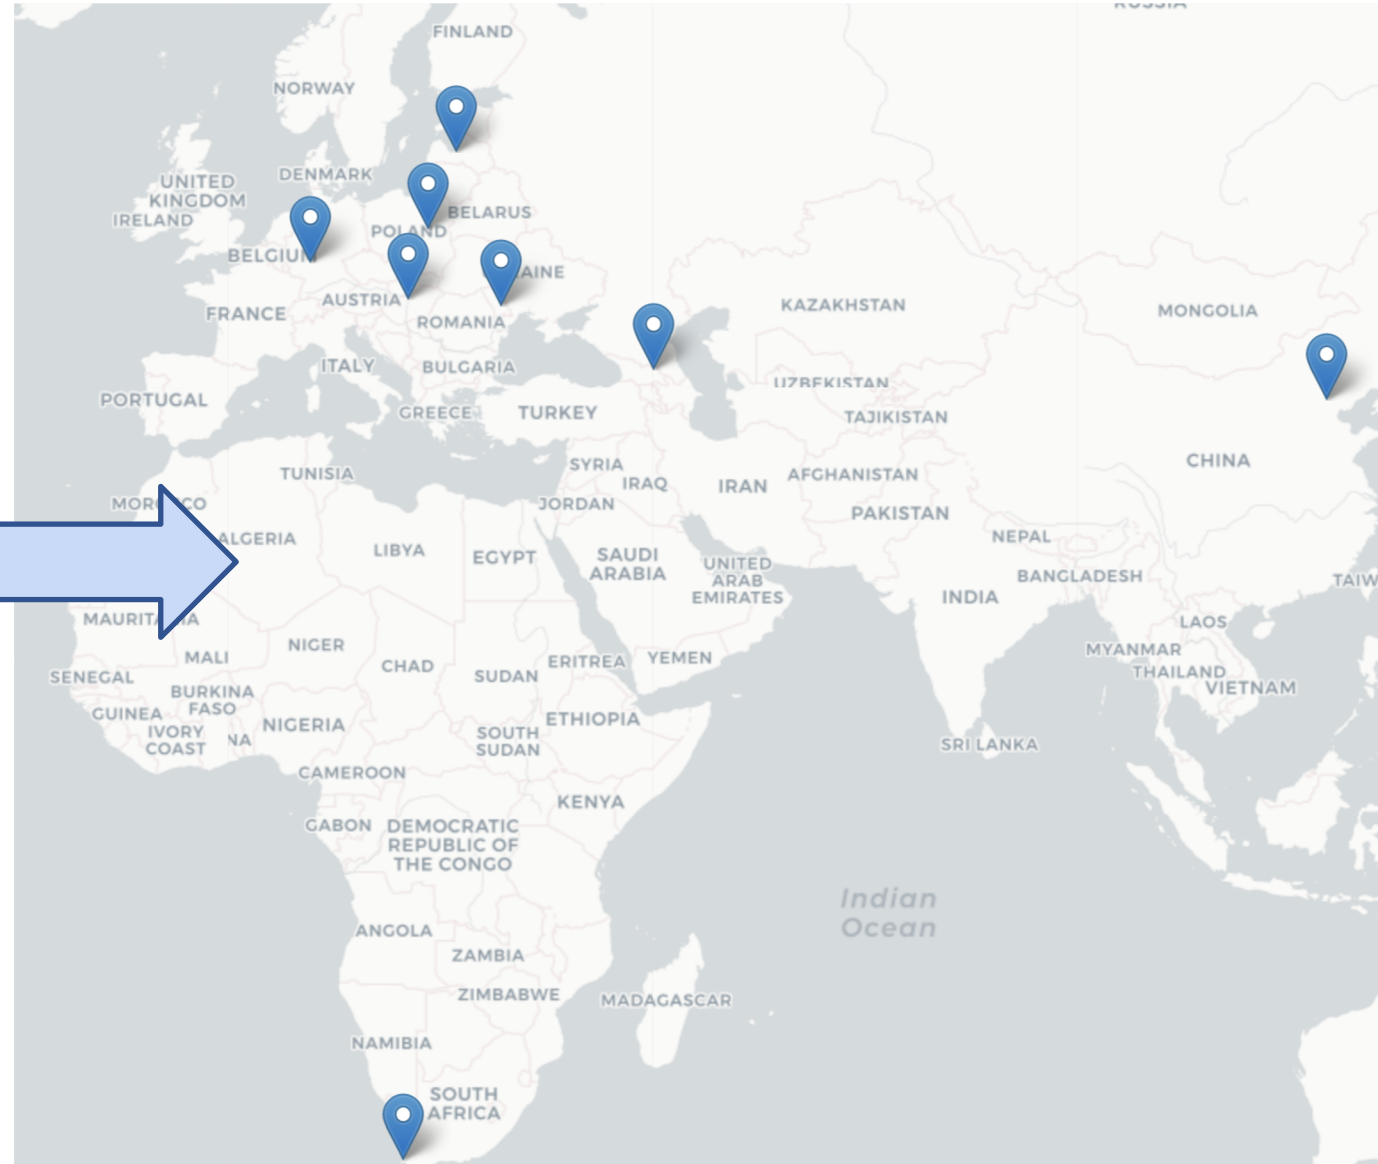 FINLAND
NORWAY
DENMARK
UNITED
KINGDOM
IRELAND
BELARUS
POLAND
BELGIUM
AUSTRIA
FRANCE
ROMANIA
ITALY
BULGARIA
PORTUGAL
GREECE
TURKEY
KAZAKHSTAN
MONGOLIA
UZBEKISTAN
TAJIKISTAN
CHINA
TUNISIA
SYRIA
IRAQ
IRAN
AFGHANISTAN
JORDAN
PAKISTAN
NEPAL
ALGERIA
LIBYA
EGYPT
SAUDI
ARABIA
UNITED
ARAB
EMIRATES
BANGLADESH
INDIA
LAOS
MYANMAR
THAILAND
VIETNAM
NIGER
MALI
CHAD
SUDAN
ERITREA
YEMEN
SENEGAL
BURKINA
FASO
GUINEA
IVORY
COAST
NA
NIGERIA
ETHIOPIA
SOUTH
SUDAN
SRI LANKA
CAMEROON
KENYA
GABON
DEMOCRATIC
REPUBLIC OF
THE CONGO
Indian
Ocean
ANGOLA
ZAMBIA
ZIMBABWE
MADAGASCAR
NAMIBIA
SOUTH
AFRICA